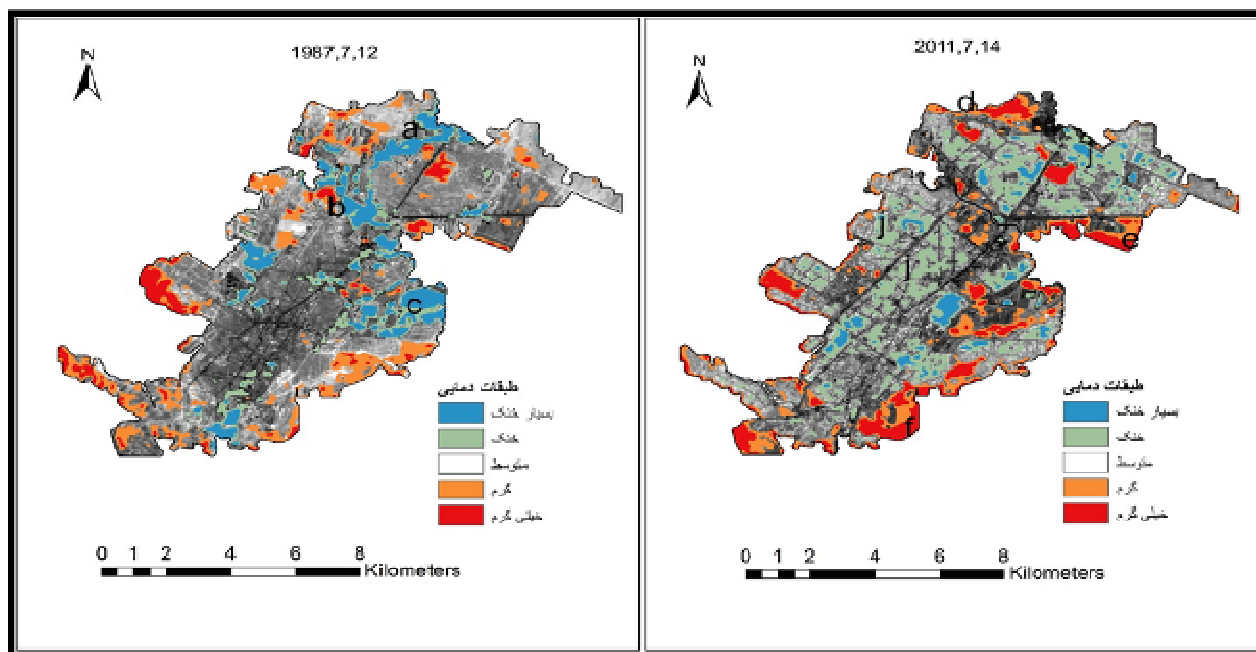 1987,7,12
N
a
b
c
طبقات دمایی
بسیار خنک
خنک
متوسط
گرم
خیلی گرم
0 1 2 4 6 8
Kilometers
2011,7,14
N
d
j
e
f
طبقات دمایی
بسیار خنک
خنک
متوسط
گرم
خیلی گرم
0 1 2 4 6 8
Kilometers